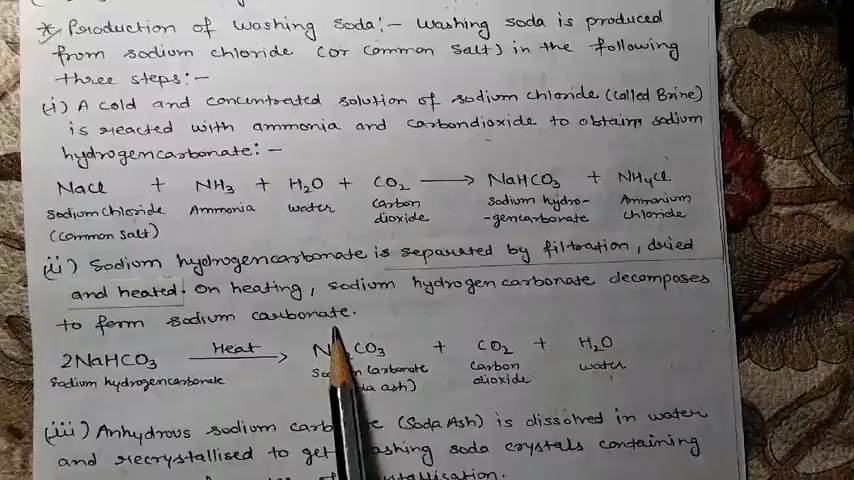 * Production of washing soda:- Washing soda is produced
from sodium chloride (or common salt) in the following
three steps:-
(i) A cold and concentrated solution of sodium chloride (called Brine)
is reacted with ammonia and carbondioxide to obtain sodium
hydrogencarbonate:-
NaCl + NH3 + H2O + CO2 ⟶ NaHCO3 + NH4Cl
sodium chloride Ammonia water carbon dioxide sodium hydro-gencarbonate Ammonium chloride
(common salt)
(ii) Sodium hydrogencarbonate is separated by filtration, dried
and heated. on heating, sodium hydrogen carbonate decomposes
to form sodium carbonate.
2NaHCO3 Heat⟶ CO3 + CO2 + H2O
sodium hydrogencarbonate carbonate carbon dioxide water
ash)
(iii) Anhydrous sodium (Soda Ash) is dissolved in water
and recrystallised to get soda crystals containing